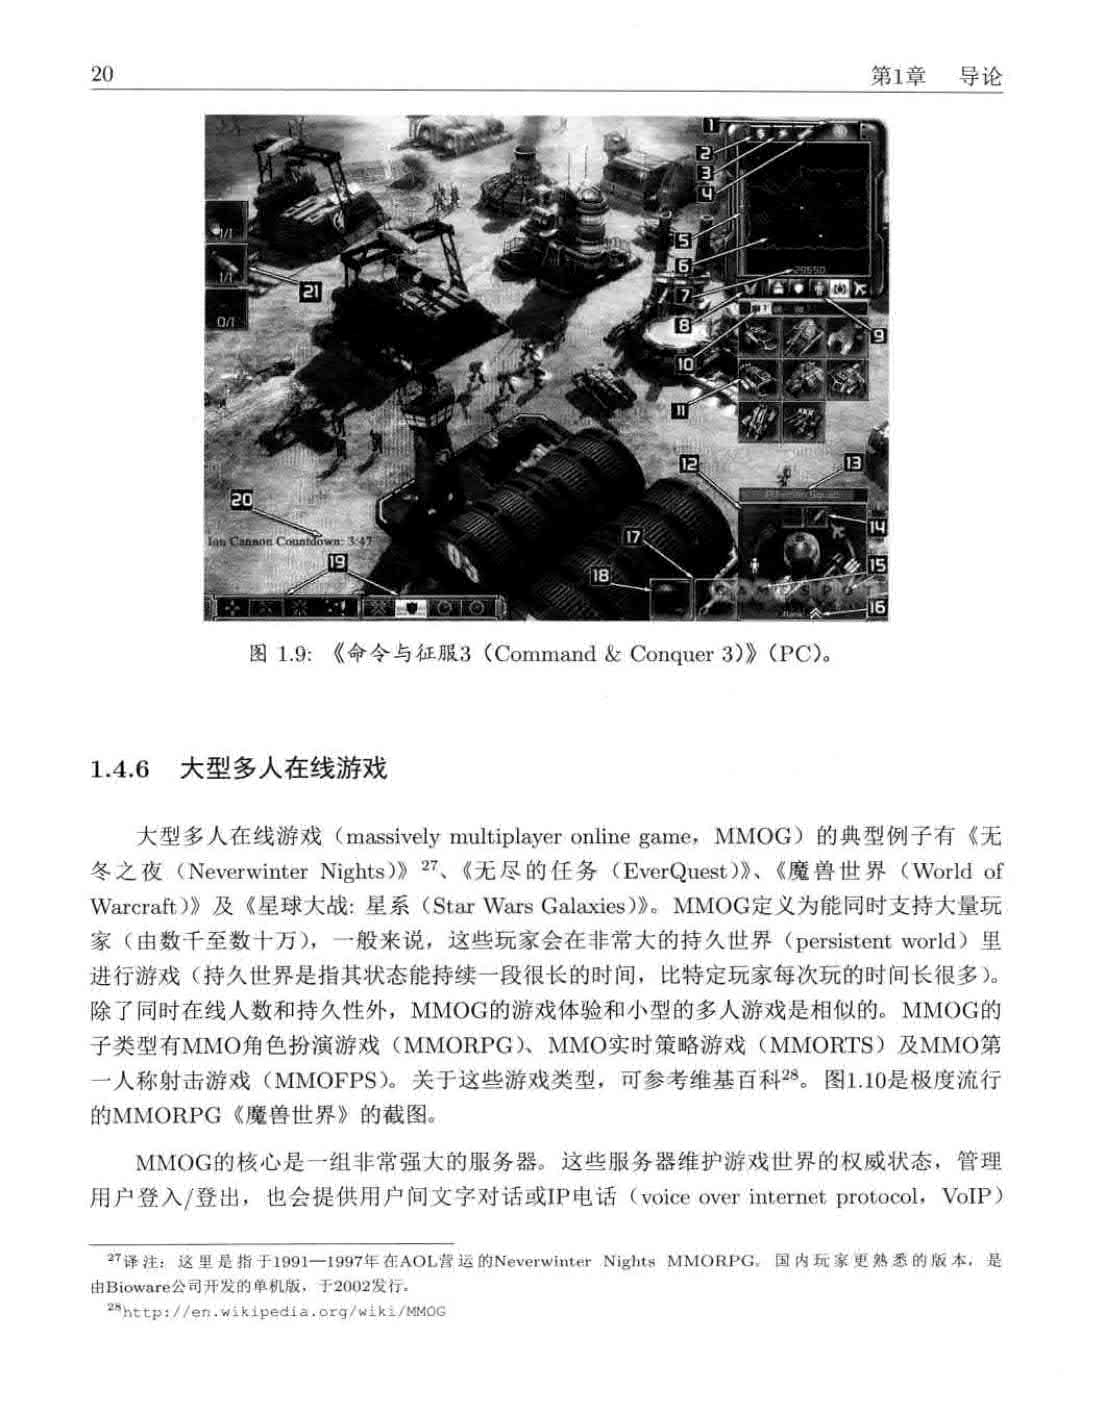 20
第1章 导论
1
2
3
4
5
6
29550
7
8
9
10
11
12
13
14
15
16
17
18
19
20
21
1/1
1/1
0/1
Ion Cannon Countdown: 3:47
图 1.9: 《命令与征服3（Command & Conquer 3）》（PC）。
1.4.6 大型多人在线游戏
大型多人在线游戏（massively multiplayer online game，MMOG）的典型例子有《无
冬之夜（Neverwinter Nights）》27、《无尽的任务（EverQuest）》、《魔兽世界（World of
Warcraft）》及《星球大战: 星系（Star Wars Galaxies）》。MMOG定义为能同时支持大量玩
家（由数千至数十万），一般来说，这些玩家会在非常大的持久世界（persistent world）里
进行游戏（持久世界是指其状态能持续一段很长的时间，比特定玩家每次玩的时间长很多）。
除了同时在线人数和持久性外，MMOG的游戏体验和小型的多人游戏是相似的。MMOG的
子类型有MMO角色扮演游戏（MMORPG）、MMO实时策略游戏（MMORTS）及MMO第
一人称射击游戏（MMOFPS）。关于这些游戏类型，可参考维基百科28。图1.10是极度流行
的MMORPG《魔兽世界》的截图。
MMOG的核心是一组非常强大的服务器。这些服务器维护游戏世界的权威状态，管理
用户登入/登出，也会提供用户间文字对话或IP电话（voice over internet protocol，VoIP）
27译注：这里是指于1991—1997年在AOL营运的Neverwinter Nights MMORPG。国内玩家更熟悉的版本，是
由Bioware公司开发的单机版，于2002发行。
28http://en.wikipedia.org/wiki/MMOG